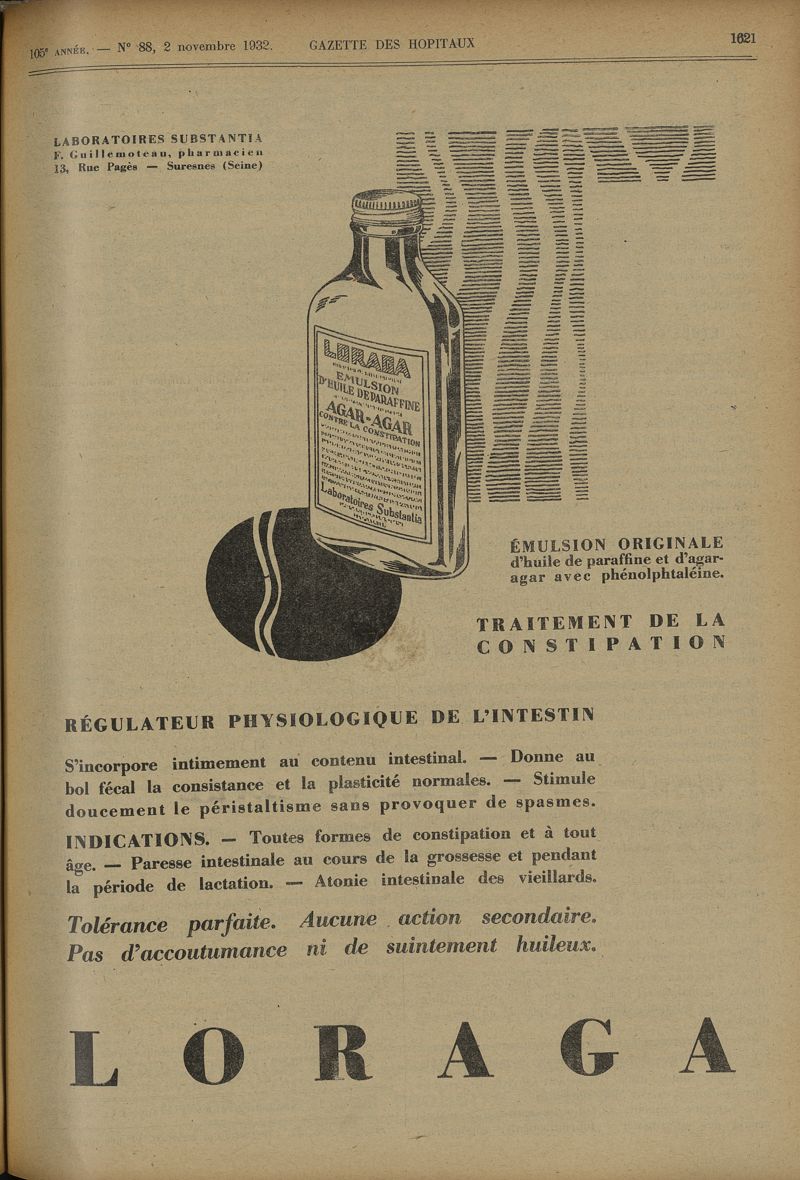 105e ANNÉE. — N° 88, 2 novembre 1932. GAZETTE DES HOPITAUX 1621
LABORATOIRES SUBSTANTIA
F. Guillemoteau, pharmacien
13, Rue Pagès — Suresnes (Seine)
LORAGA
EMULSION
D'HUILE DE PARAFFINE
AGAR-AGAR
CONTRE LA CONSTIPATION
Laboratoires Substantia
ÉMULSION ORIGINALE
d'huile de paraffine et d'agar-
agar avec phénolphtaléine.
TRAITEMENT DE LA
CONSTIPATION
RÉGULATEUR PHYSIOLOGIQUE DE L'INTESTIN
S'incorpore intimement au contenu intestinal. — Donne au
bol fécal la consistance et la plasticité normales. — Stimule
doucement le péristaltisme sans provoquer de spasmes.
INDICATIONS. — Toutes formes de constipation et à tout
âge. — Paresse intestinale au cours de la grossesse et pendant
la période de lactation. — Atonie intestinale des vieillards.
Tolérance parfaite. Aucune action secondaire.
Pas d'accoutumance ni de suintement huileux.
LORAGA